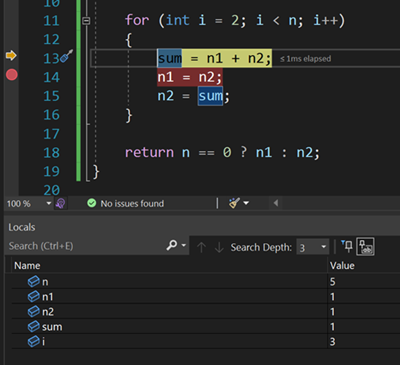 11 for (int i = 2; i < n; i++)
12 {
13 sum = n1 + n2; ≤ 1ms elapsed
14 n1 = n2;
15 n2 = sum;
16 }
17
18 return n == 0 ? n1 : n2;
19 }
20
100 % No issues found
Locals
Search (Ctrl+E) Search Depth: 3
Name Value
n 5
n1 1
n2 1
sum 1
i 3